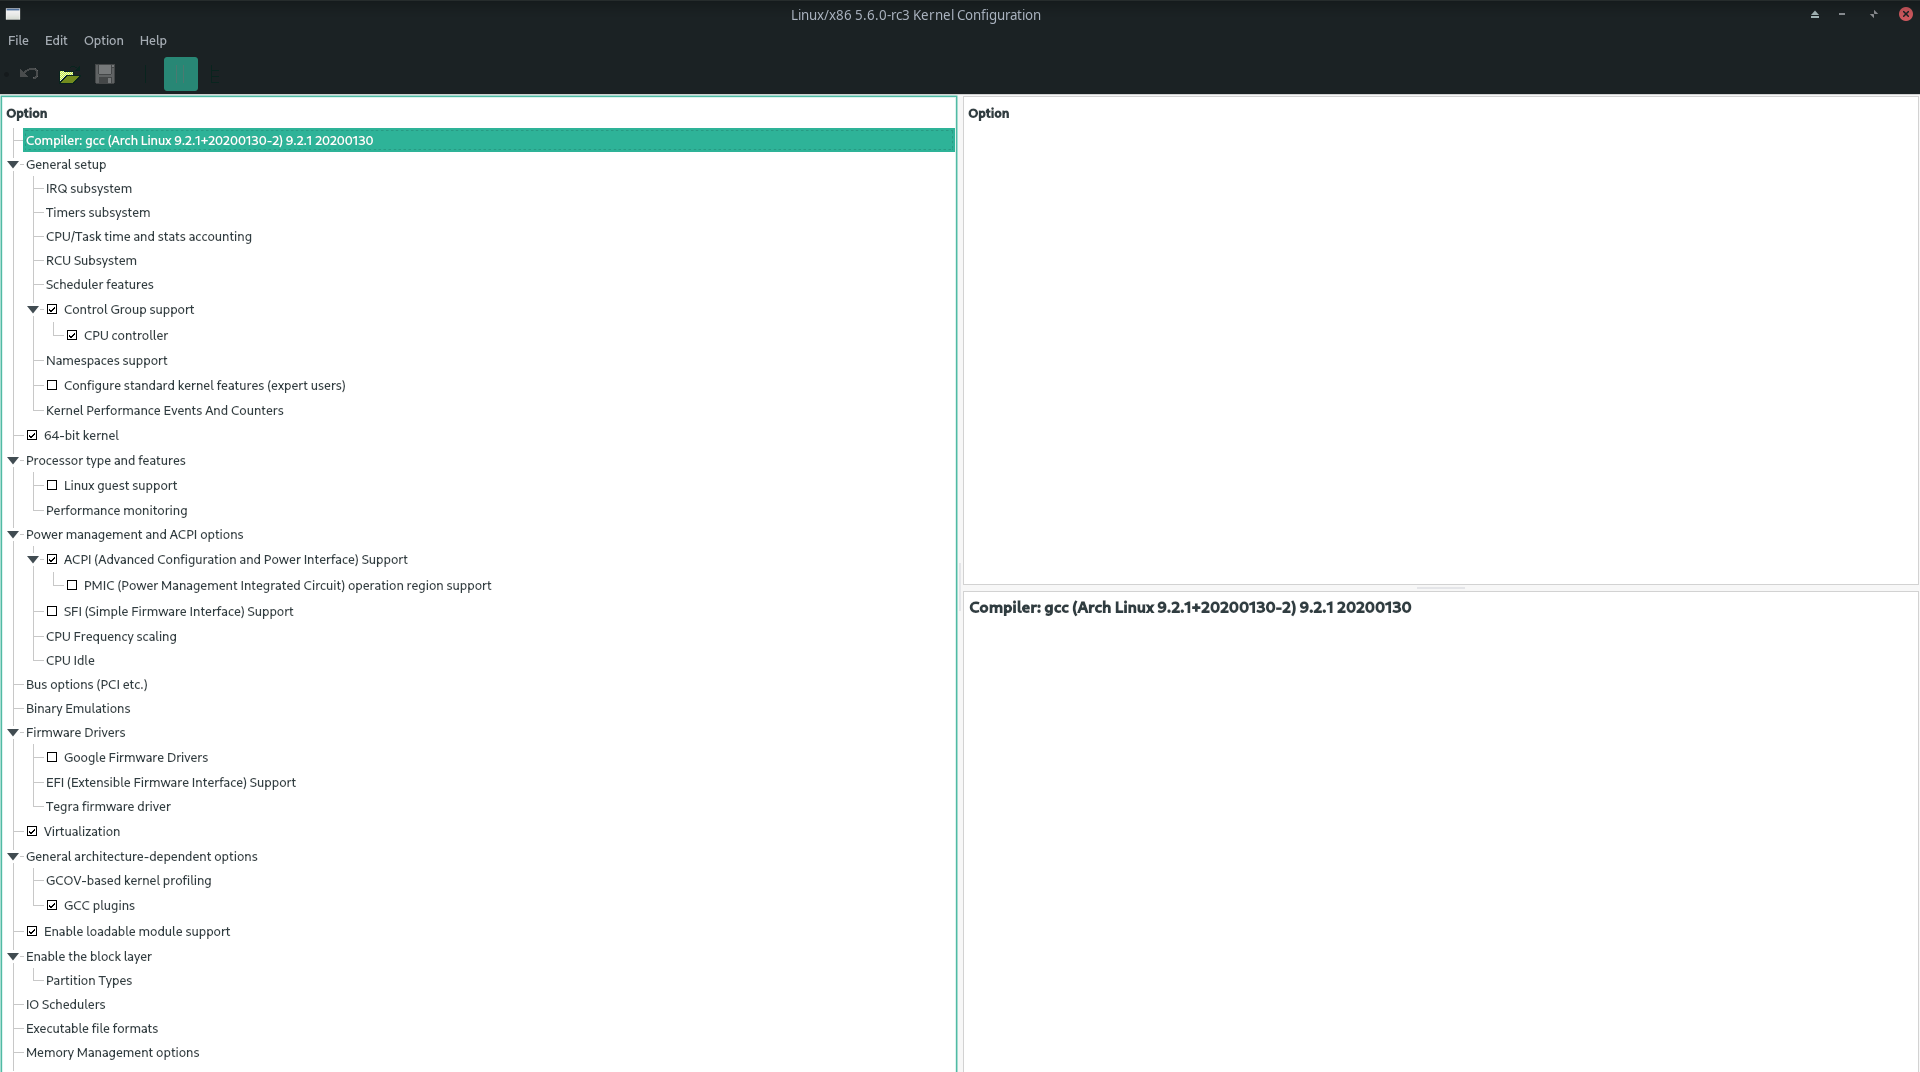 Linux/x86 5.6.0-rc3 Kernel Configuration
File Edit Option Help
Option
Compiler: gcc (Arch Linux 9.2.1+20200130-2) 9.2.1 20200130
General setup
IRQ subsystem
Timers subsystem
CPU/Task time and stats accounting
RCU Subsystem
Scheduler features
Control Group support
CPU controller
Namespaces support
Configure standard kernel features (expert users)
Kernel Performance Events And Counters
64-bit kernel
Processor type and features
Linux guest support
Performance monitoring
Power management and ACPI options
ACPI (Advanced Configuration and Power Interface) Support
PMIC (Power Management Integrated Circuit) operation region support
SFI (Simple Firmware Interface) Support
CPU Frequency scaling
CPU Idle
Bus options (PCI etc.)
Binary Emulations
Firmware Drivers
Google Firmware Drivers
EFI (Extensible Firmware Interface) Support
Tegra firmware driver
Virtualization
General architecture-dependent options
GCOV-based kernel profiling
GCC plugins
Enable loadable module support
Enable the block layer
Partition Types
IO Schedulers
Executable file formats
Memory Management options
Option
Compiler: gcc (Arch Linux 9.2.1+20200130-2) 9.2.1 20200130